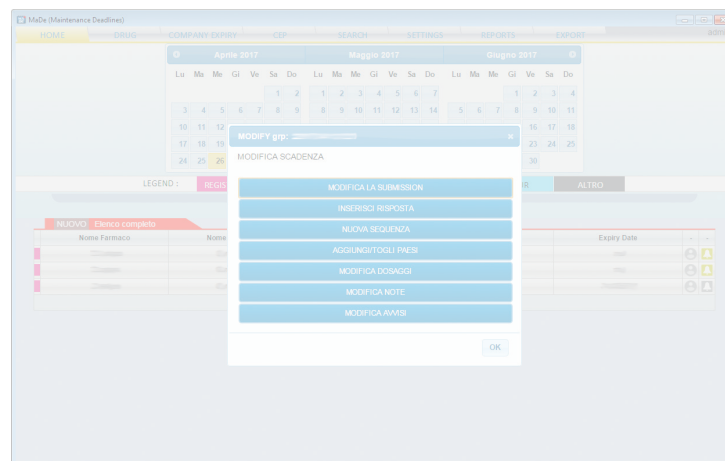 MaDe (Maintenance Deadlines)
HOME DRUG COMPANY EXPIRY CEP SEARCH SETTINGS REPORTS EXPORT
Aprile 2017 Maggio 2017 Giugno 2017
Lu Ma Me Gi Ve Sa Do Lu Ma Me Gi Ve Sa Do Lu Ma Me Gi Ve Sa Do
1 2 1 2 3 4 5 6 7 1 2 3 4
3 4 5 6 7 8 9 8 9 10 11 12 13 14 5 6 7 8 9 10 11
10 11 12 16 17 18
17 18 19 23 24 25
24 25 26 30
MODIFY grp:
MODIFICA SCADENZA
MODIFICA LA SUBMISSION
INSERISCI RISPOSTA
NUOVA SEQUENZA
AGGIUNGI/TOGLI PAESI
MODIFICA DOSAGGI
MODIFICA NOTE
MODIFICA AVVISI
OK
LEGEND : ALTRO
NUOVO Elenco completo
Nome Farmaco Nome Expiry Date